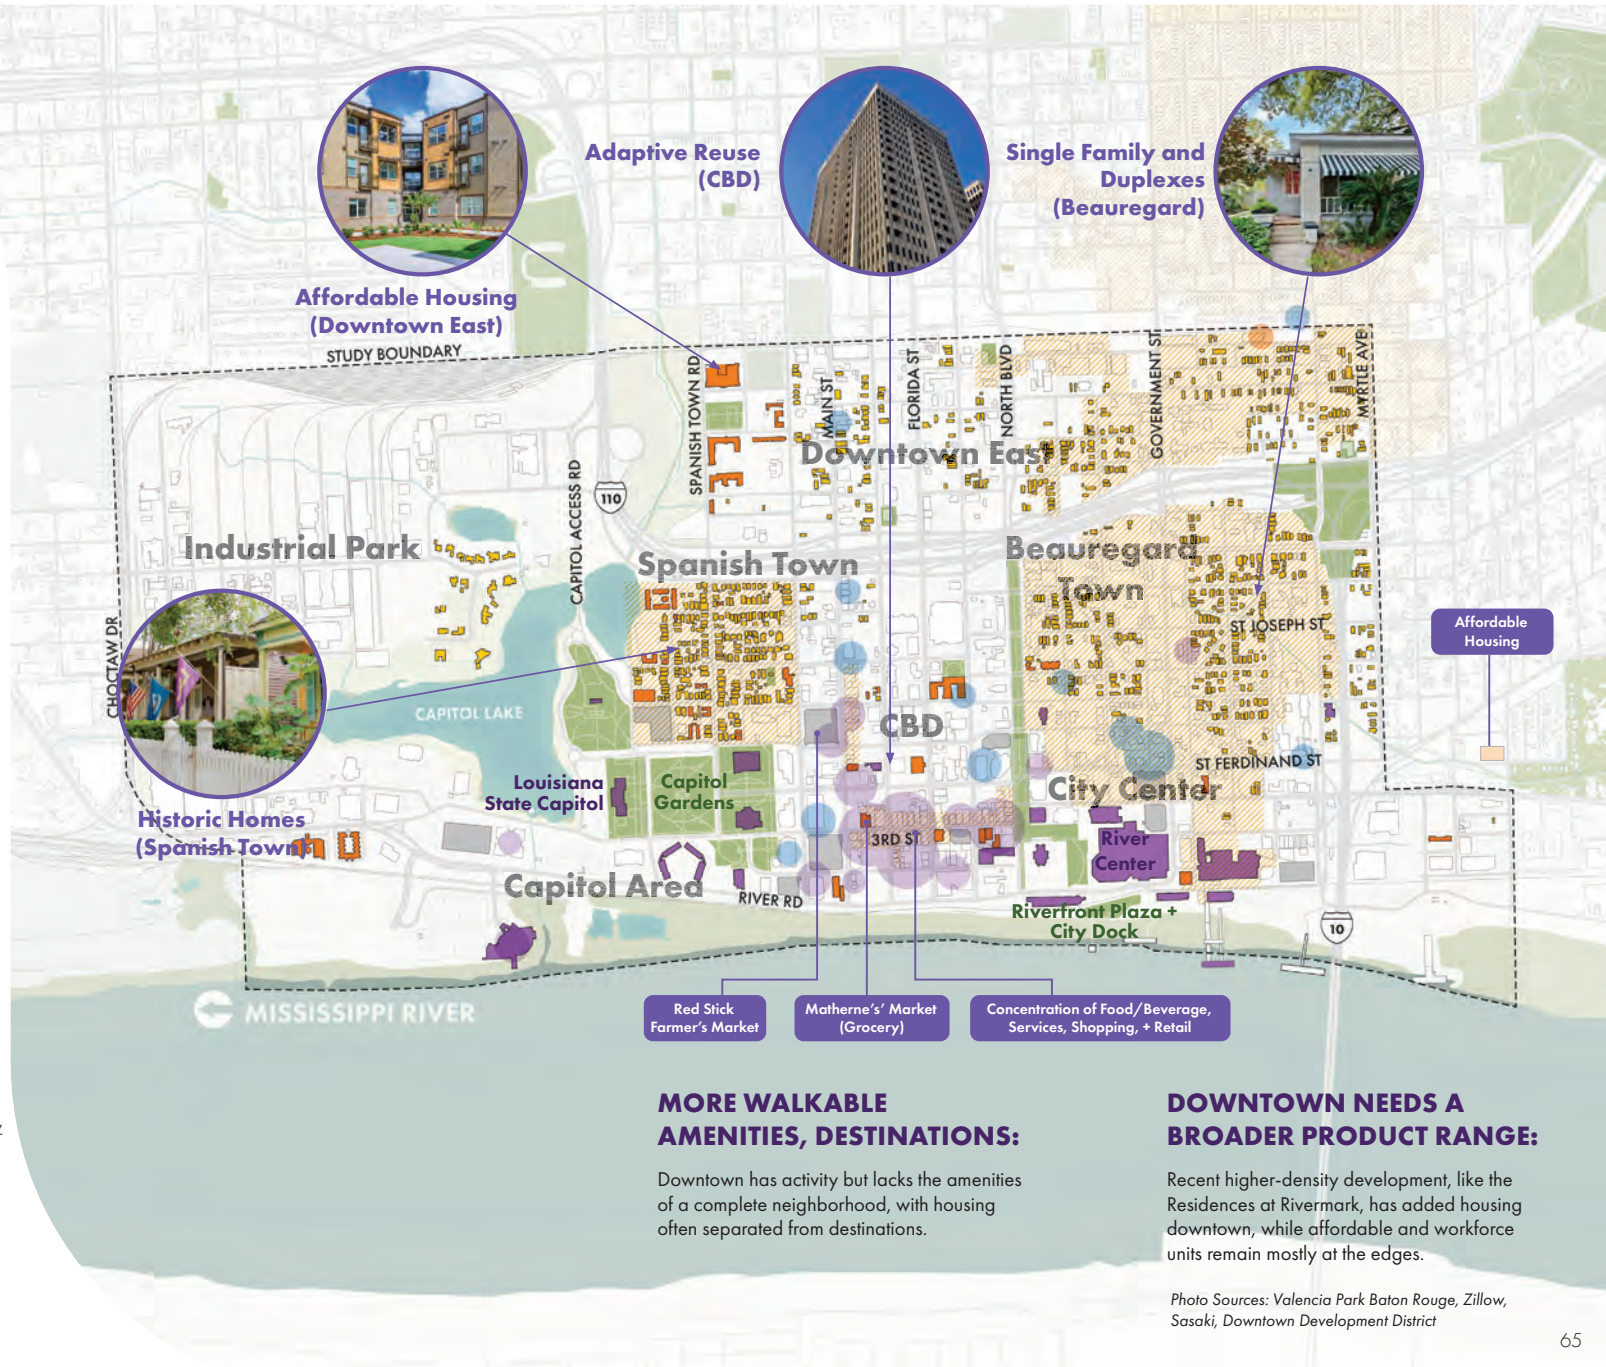 Adaptive Reuse
(CBD)
Single Family and
Duplexes
(Beauregard)
Affordable Housing
(Downtown East)
STUDY BOUNDARY
SPANISH TOWN RD
MAIN ST
FLORIDA ST
NORTH BLVD
GOVERNMENT ST
MYRTLE AVE
Downtown East
CAPITOL ACCESS RD
110
Industrial Park
Spanish Town
Beauregard
Town
CHOCTAW DR
ST JOSEPH ST
Affordable
Housing
CAPITOL LAKE
CBD
ST FERDINAND ST
Louisiana
State Capitol
Capitol
Gardens
City Center
Historic Homes
(Spanish Town)
3RD ST
River
Center
Capitol Area
RIVER RD
Riverfront Plaza +
City Dock
10
MISSISSIPPI RIVER
Red Stick
Farmer's Market
Matherne's' Market
(Grocery)
Concentration of Food/Beverage,
Services, Shopping, + Retail
MORE WALKABLE
AMENITIES, DESTINATIONS:
Downtown has activity but lacks the amenities
of a complete neighborhood, with housing
often separated from destinations.
DOWNTOWN NEEDS A
BROADER PRODUCT RANGE:
Recent higher-density development, like the
Residences at Rivermark, has added housing
downtown, while affordable and workforce
units remain mostly at the edges.
Photo Sources: Valencia Park Baton Rouge, Zillow,
Sasaki, Downtown Development District
65